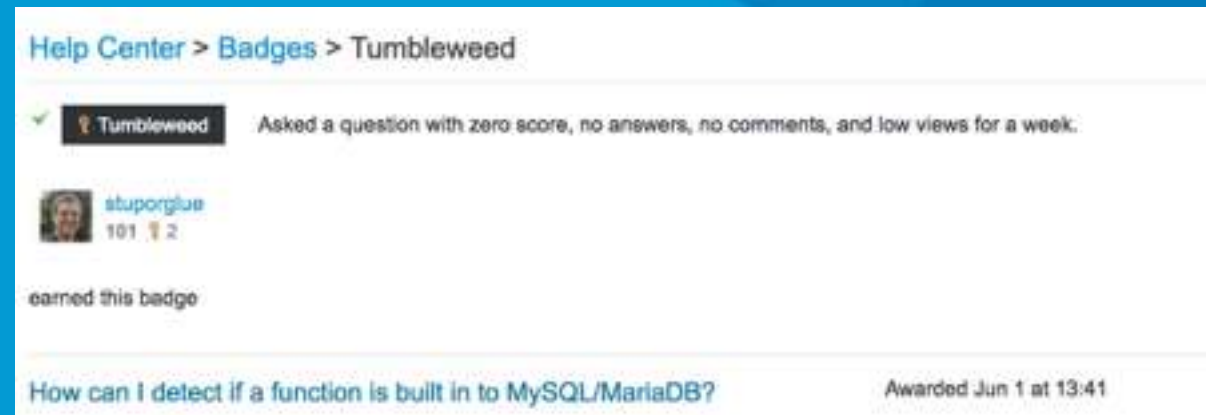 Help Center > Badges > Tumbleweed
Tumbleweed Asked a question with zero score, no answers, no comments, and low views for a week.
stuporglue
101 2
earned this badge
How can I detect if a function is built in to MySQL/MariaDB? Awarded Jun 1 at 13:41